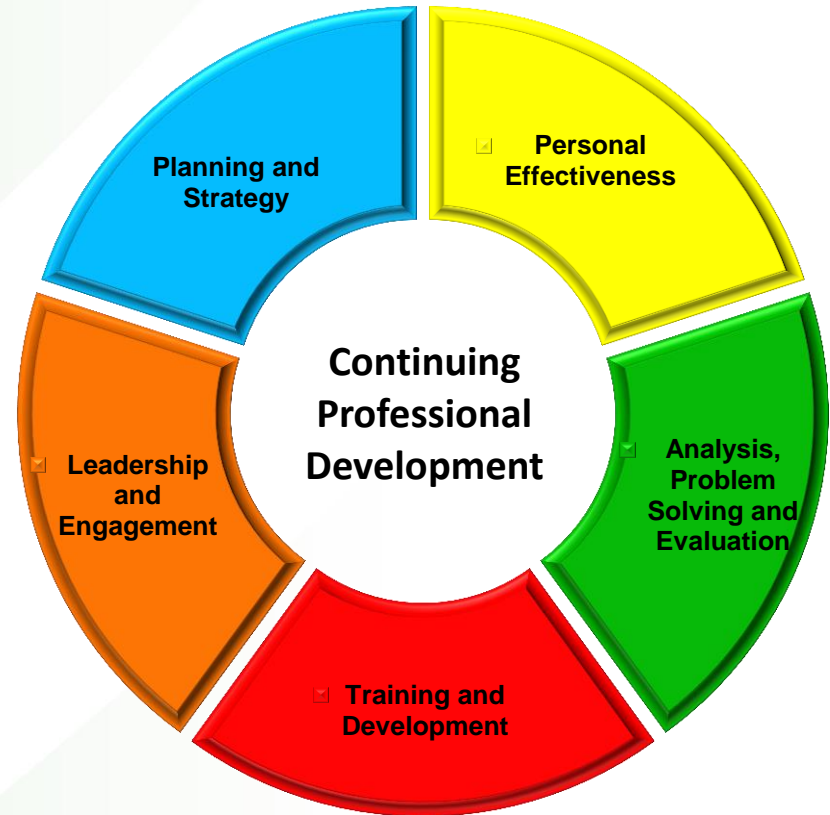 Planning and
Strategy
Personal
Effectiveness
Continuing
Professional
Development
Leadership
and
Engagement
Analysis,
Problem
Solving and
Evaluation
Training and
Development